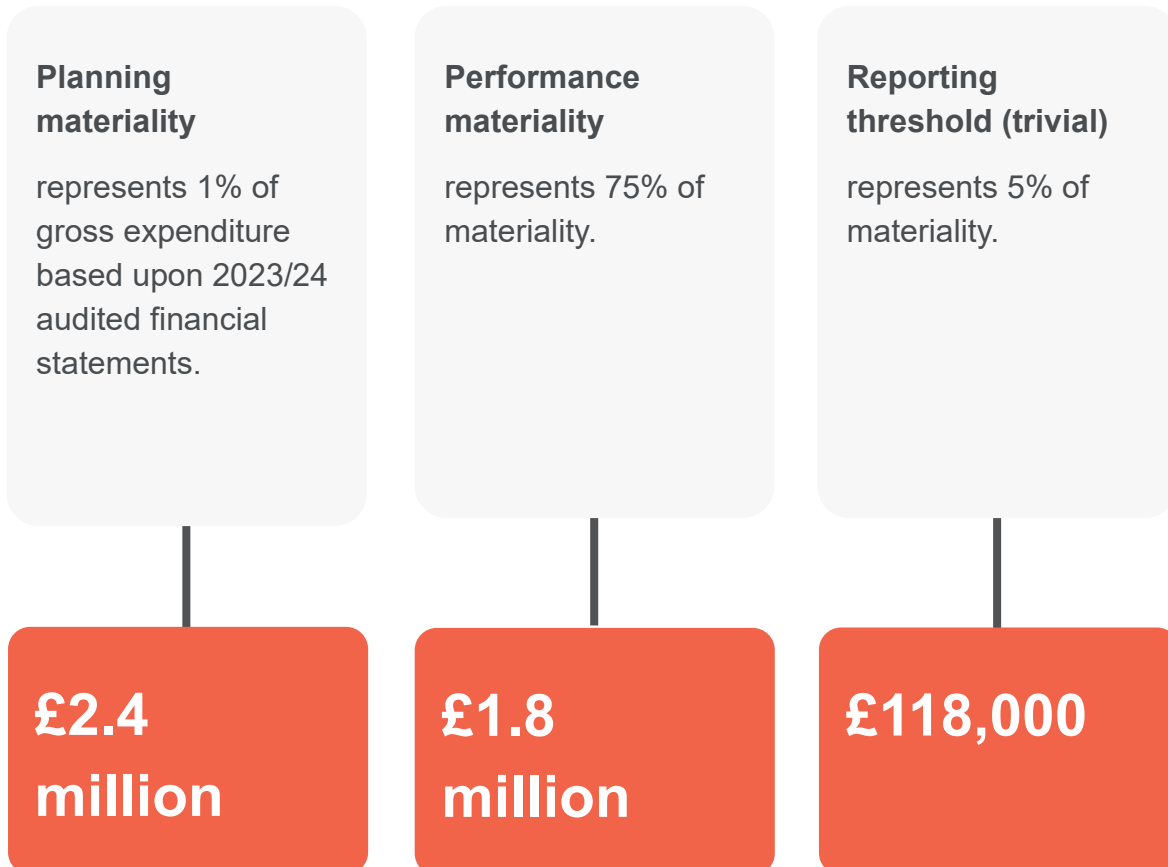 Planning
materiality
represents 1% of
gross expenditure
based upon 2023/24
audited financial
statements.
£2.4
million
Performance
materiality
represents 75% of
materiality.
£1.8
million
Reporting
threshold (trivial)
represents 5% of
materiality.
£118,000